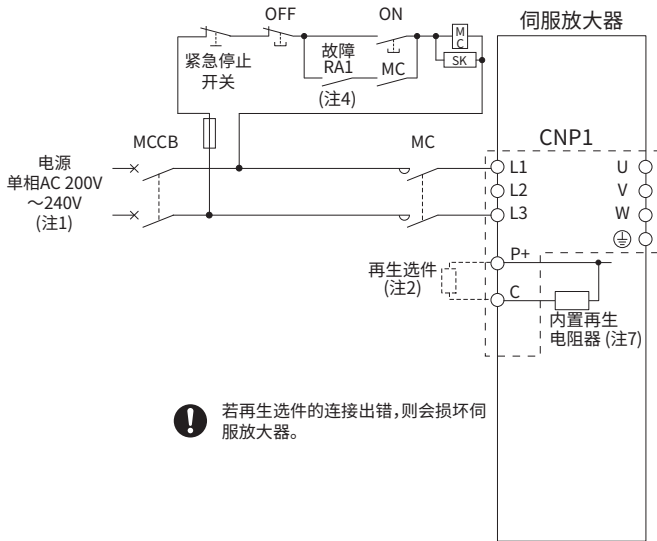 OFF
ON
伺服放大器
紧急停止
开关
故障
RA1
MC
(注4)
M
C
SK
MCCB
MC
CNP1
电源
单相AC 200V
～240V
(注1)
L1
L2
L3
U
V
W
P+
C
再生选件
(注2)
内置再生
电阻器 (注7)
若再生选件的连接出错,则会损坏伺
服放大器。